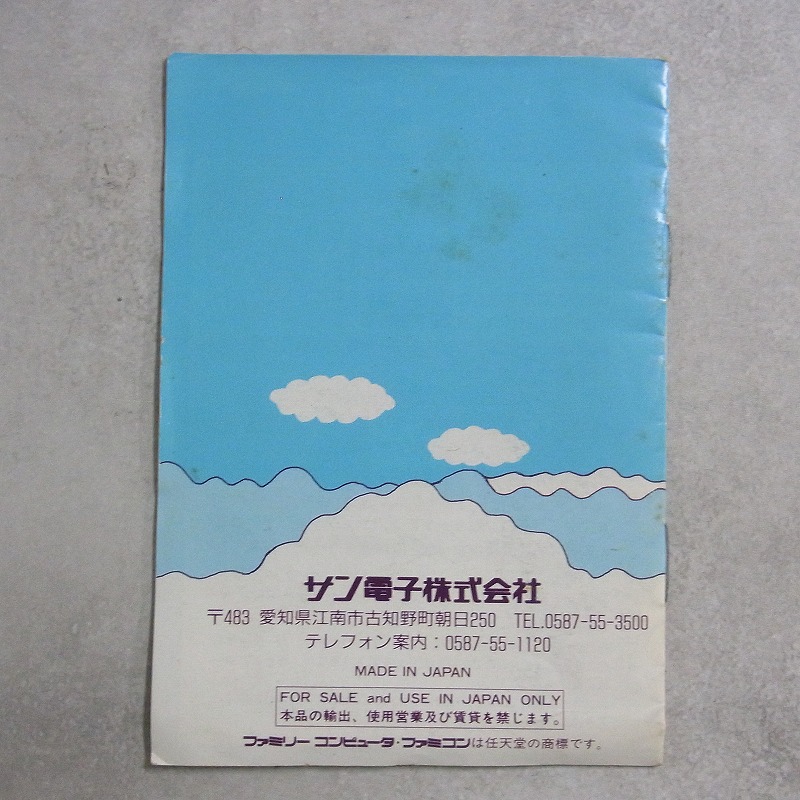 サン電子株式会社
〒483 愛知県江南市古知野町朝日250 TEL.0587-55-3500
テレフォン案内：0587-55-1120
MADE IN JAPAN
FOR SALE and USE IN JAPAN ONLY
本品の輸出、使用営業及び賃貸を禁じます。
ファミリーコンピュータ・ファミコンは任天堂の商標です。